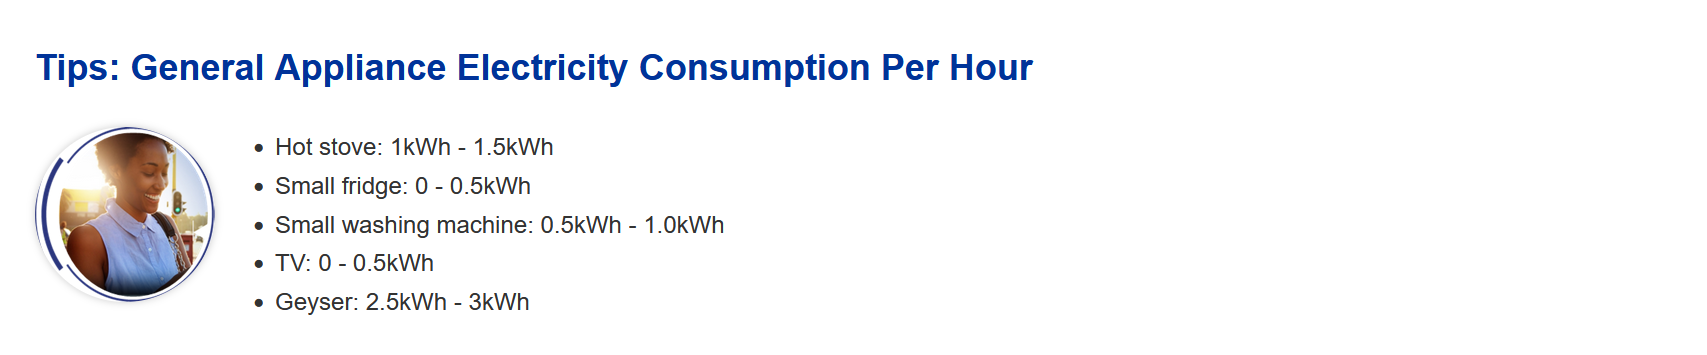 Tips: General Appliance Electricity Consumption Per Hour
• Hot stove: 1kWh - 1.5kWh
• Small fridge: 0 - 0.5kWh
• Small washing machine: 0.5kWh - 1.0kWh
• TV: 0 - 0.5kWh
• Geyser: 2.5kWh - 3kWh